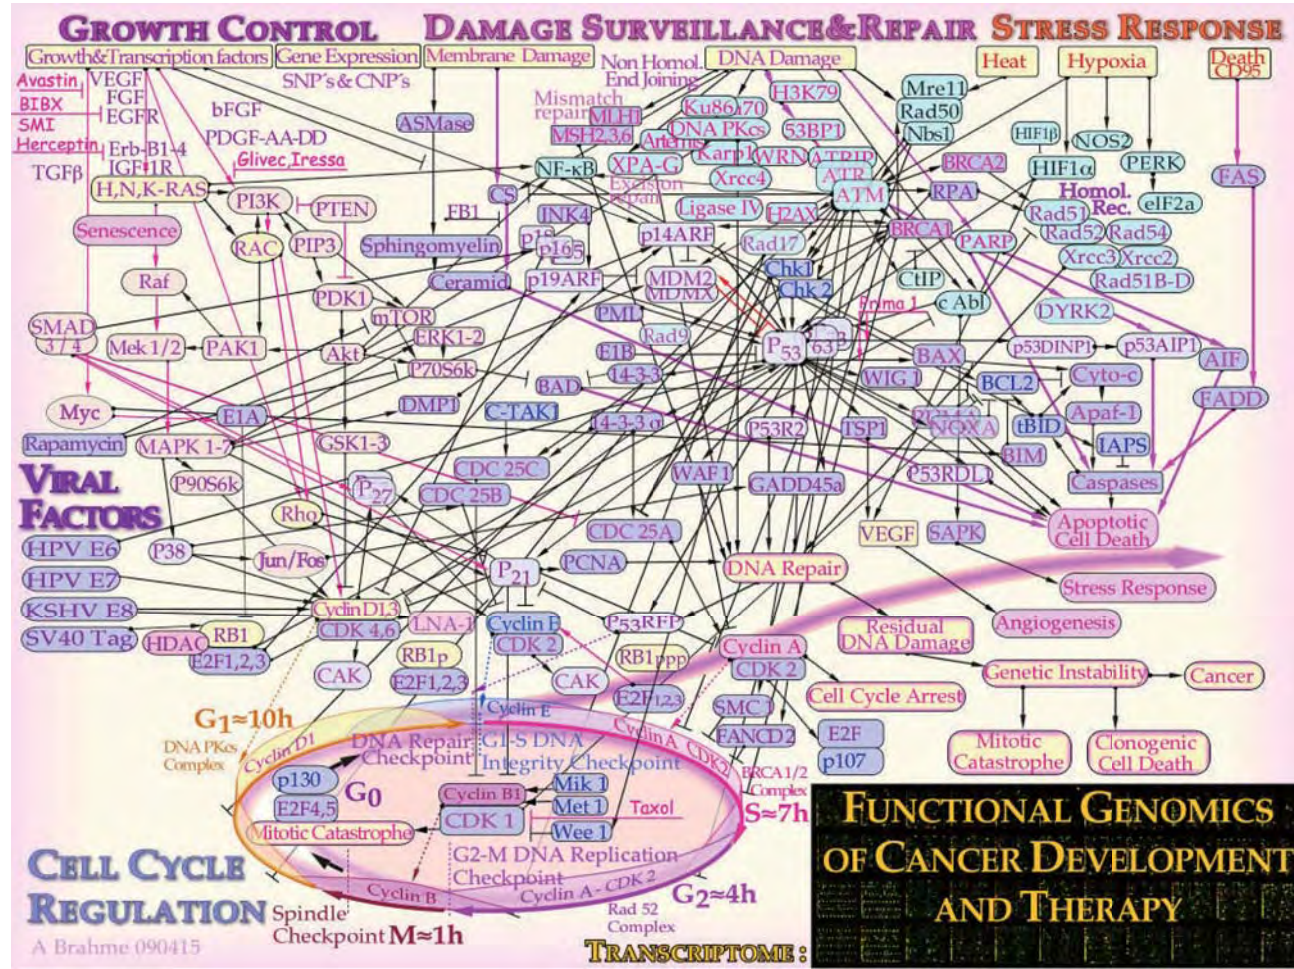 GROWTH CONTROL
DAMAGE SURVEILLANCE&REPAIR
STRESS RESPONSE
Growth&Transcription factors
Gene Expression
Membrane Damage
DNA Damage
Heat
Hypoxia
Death
CD95
Avastin
BIBX
SMI
Herceptin
VEGF
FGF
EGFR
Erb-B1-4
IGF-1R
TGFβ
SNP's & CNP's
bFGF
PDGF-AA-DD
Glivec,Iressa
Non Homol.
End Joining
Mismatch
repair
MLH1
MSH2,3,6
Ku86
70
DNA PKcs
Artemis
Karp1
WRN
XPA-G
Excision
repair
Xrcc4
Ligase IV
H3K79
53BP1
ATRIP
ATR
ATM
H2AX
Rad17
Mre11
Rad50
Nbs1
BRCA2
RPA
BRCA1
PARP
HIF1β
HIF1α
NOS2
PERK
eIF2a
FAS
Homol.
Rec.
Rad51
Rad52
Rad54
Xrcc3
Xrcc2
Rad51B-D
ASMase
NF-κB
CS
FB1
Sphingomyelin
Ceramid
INK4
p16
p14ARF
p19ARF
MDM2
MDMX
H,N,K-RAS
PI3K
PTEN
Senescence
RAC
PIP3
Raf
PDK1
mTOR
SMAD
3 / 4
Mek 1/2
PAK1
Akt
ERK1-2
P70S6k
PML
Rad9
E1B
14-3-3
BAD
Chk1
Chk 2
CtIP
c Abl
Prima 1
P53
63
DYRK2
p53DINP1
p53AIP1
AIF
FADD
BAX
WIG 1
BCL2
Cyto-c
Apaf-1
tBID
IAPS
BIM
NOXA
Caspases
Myc
E1A
Rapamycin
MAPK 1-7
GSK1-3
DMP1
C-TAK1
14-3-3 σ
P53R2
TSP1
P53RDL1
VIRAL
FACTORS
P90S6k
P27
CDC 25C
CDC 25B
CDC 25A
WAF 1
GADD45a
Rho
VEGF
SAPK
Apoptotic
Cell Death
HPV E6
HPV E7
KSHV E8
SV40 Tag
P38
Jun/Fos
P21
PCNA
DNA Repair
Stress Response
Angiogenesis
Cyclin D1,3
CDK 4,6
LNA-1
Cyclin E
CDK 2
P53RFP
Cyclin A
CDK 2
HDAC
RB1
E2F1,2,3
CAK
RB1p
E2F1,2,3
CAK
RB1ppp
E2F1,2,3
Residual
DNA Damage
Genetic Instability
Cancer
Cell Cycle Arrest
Mitotic
Catastrophe
Clonogenic
Cell Death
SMC 1
FANCD2
E2F
p107
G1≈10h
DNA PKcs
Complex
Cyclin D1
Cyclin E
Cyclin A CDK2
DNA Repair
Checkpoint
G1-S DNA
Integrity Checkpoint
BRCA1/2
Complex
S≈7h
p130
E2F4,5
G0
Mitotic Catastrophe
Cyclin B1
CDK 1
Mik 1
Met 1
Wee 1
Taxol
G2-M DNA Replication
Checkpoint
Cyclin A - CDK 2
Cyclin B
G2≈4h
Rad 52
Complex
Spindle
Checkpoint M≈1h
CELL CYCLE
REGULATION
A Brahme 090415
TRANSCRIPTOME :
FUNCTIONAL GENOMICS
OF CANCER DEVELOPMENT
AND THERAPY